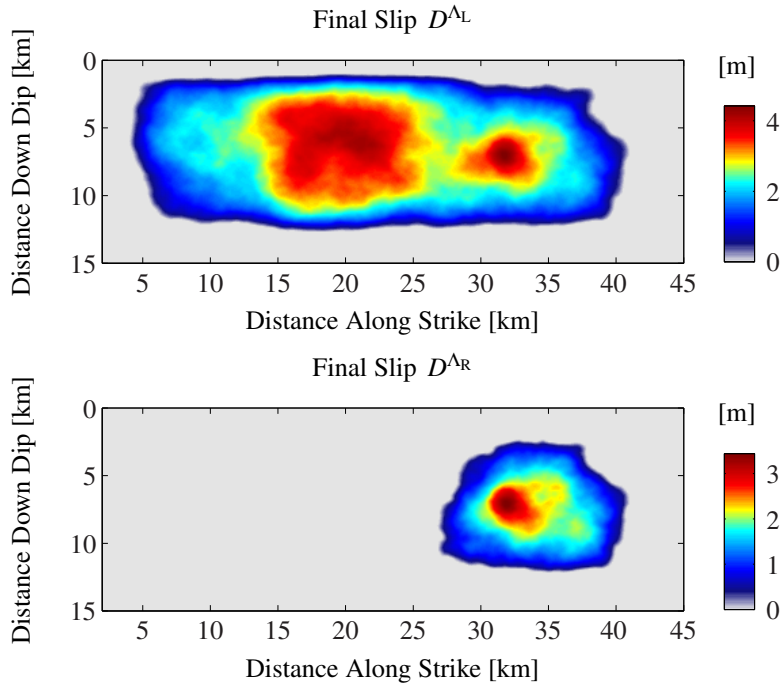 Final Slip D^ΛL
[m]
Distance Down Dip [km]
0
5
10
15
4
3
2
1
0
5 10 15 20 25 30 35 40 45
Distance Along Strike [km]
Final Slip D^ΛR
[m]
Distance Down Dip [km]
0
5
10
15
3
2
1
0
5 10 15 20 25 30 35 40 45
Distance Along Strike [km]